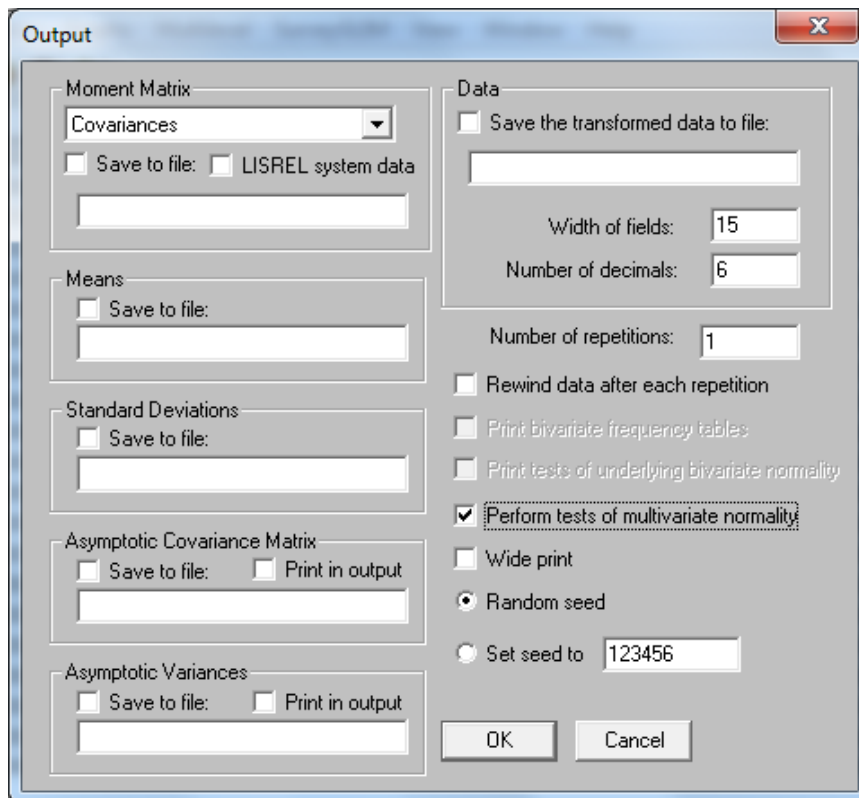 Output
Moment Matrix
Covariances
Save to file: LISREL system data
Means
Save to file:
Standard Deviations
Save to file:
Asymptotic Covariance Matrix
Save to file: Print in output
Asymptotic Variances
Save to file: Print in output
Data
Save the transformed data to file:
Width of fields: 15
Number of decimals: 6
Number of repetitions: 1
Rewind data after each repetition
Print bivariate frequency tables
Print tests of underlying bivariate normality
Perform tests of multivariate normality
Wide print
Random seed
Set seed to 123456
OK Cancel